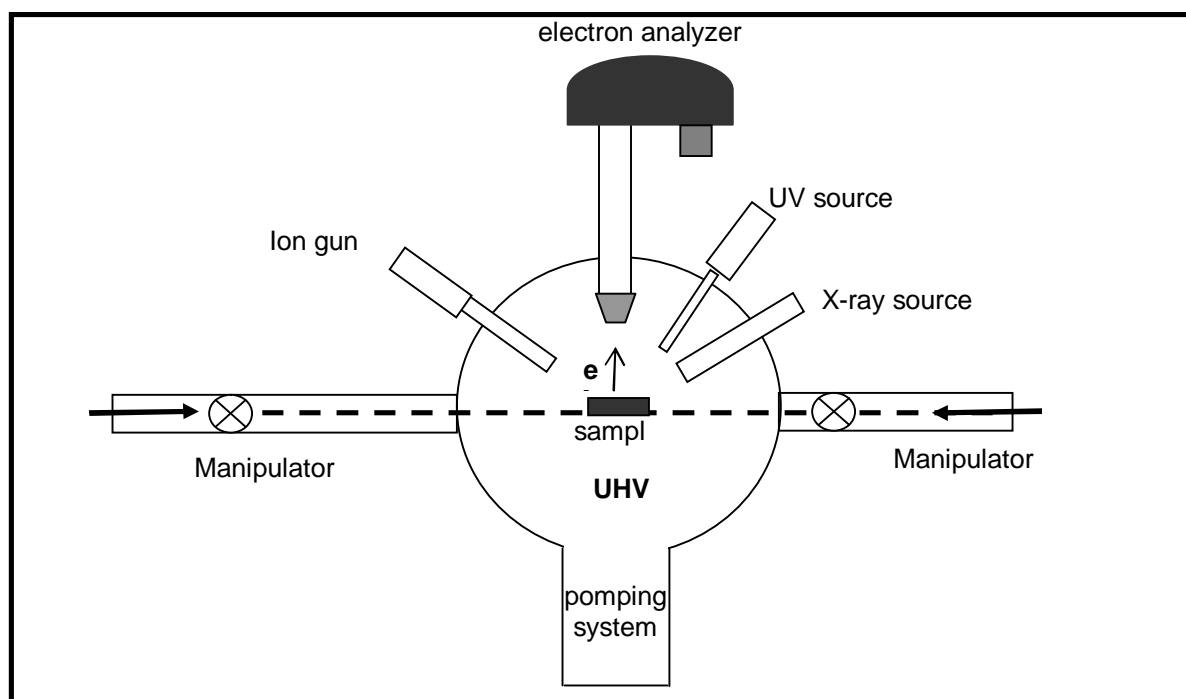 electron analyzer
UV source
Ion gun
X-ray source
e
sampl
Manipulator
Manipulator
UHV
pomping
system